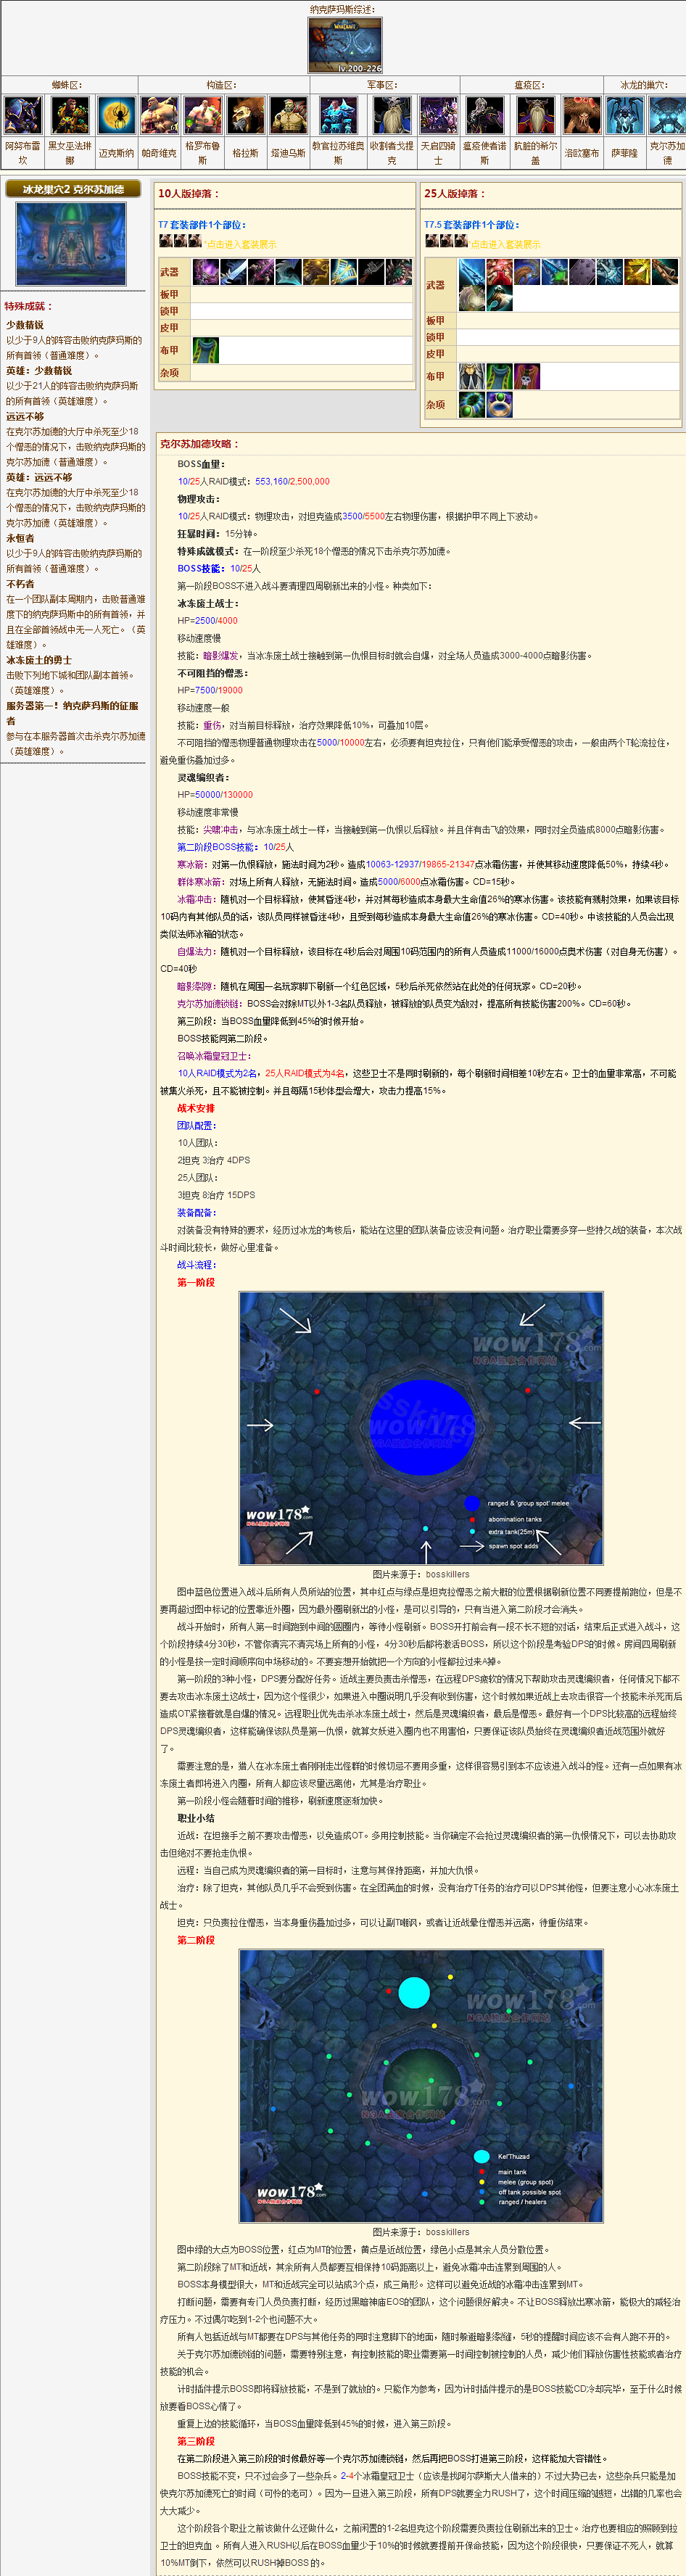 纳克萨玛斯综述:
WARCRAFT
lv.200-226
蜘蛛区:
构造区:
军事区:
瘟疫区:
冰龙的巢穴:
阿努布雷坎
黑女巫法琳娜
迈克斯纳
帕奇维克
格罗布鲁斯
格拉斯
塔迪乌斯
教官拉苏维奥斯
收割者戈提克
天启四骑士
瘟疫使者诺斯
肮脏的希尔盖
洛欧塞布
萨菲隆
克尔苏加德
冰龙巢穴2 克尔苏加德
特殊成就:
少数精锐
以少于9人的阵容击败纳克萨玛斯的
所有首领(普通难度)。
英雄: 少数精锐
以少于21人的阵容击败纳克萨玛斯
的所有首领(英雄难度)。
远远不够
在克尔苏加德的大厅中杀死至少18
个憎恶的情况下, 击败纳克萨玛斯的
克尔苏加德(普通难度)。
英雄: 远远不够
在克尔苏加德的大厅中杀死至少18
个憎恶的情况下, 击败纳克萨玛斯的
克尔苏加德(英雄难度)。
永恒者
以少于9人的阵容击败纳克萨玛斯的
所有首领(普通难度)。
不朽者
在一个团队副本周期内, 击败普通难
度下的纳克萨玛斯中的所有首领, 并
且在全部首领战中无一人死亡。(英
雄难度)。
冰冻废土的勇士
击败下列地下城和团队副本首领。
(英雄难度)。
服务器第一! 纳克萨玛斯的征服
者
参与在本服务器首次击杀克尔苏加德
(英雄难度)。
10人版掉落:
T7 套装部件1个部位:
*点击进入套装展示
武器
板甲
锁甲
皮甲
布甲
杂项
25人版掉落:
T7.5 套装部件1个部位:
*点击进入套装展示
武器
板甲
锁甲
皮甲
布甲
杂项
克尔苏加德攻略:
BOSS血量:
10/25人RAID模式: 553,160/2,500,000
物理攻击:
10/25人RAID模式: 物理攻击, 对坦克造成3500/5500左右物理伤害, 根据护甲不同上下波动。
狂暴时间: 15分钟。
特殊成就模式: 在一阶段至少杀死18个憎恶的情况下击杀克尔苏加德。
BOSS技能: 10/25人
第一阶段BOSS不进入战斗要清理四周刷新出来的小怪。种类如下:
冰冻废土战士:
HP=2500/4000
移动速度慢
技能: 暗影爆发, 当冰冻废土战士接触到第一仇恨目标时就会自爆, 对全场人员造成3000-4000点暗影伤害。
不可阻挡的憎恶:
HP=7500/19000
移动速度一般
技能: 重伤, 对当前目标释放, 治疗效果降低10%, 可叠加10层。
不可阻挡的憎恶物理普通物理攻击在5000/10000左右, 必须要有坦克拉住, 只有他们能承受憎恶的攻击, 一般由两个T轮流拉住,
避免重伤叠加过多。
灵魂编织者:
HP=50000/130000
移动速度非常慢
技能: 尖啸冲击, 与冰冻废土战士一样, 当接触到第一仇恨以后释放。并且伴有击飞的效果, 同时对全员造成8000点暗影伤害。
第二阶段BOSS技能: 10/25人
寒冰箭: 对第一仇恨释放, 施法时间为2秒。造成10063-12937/19865-21347点冰霜伤害, 并使其移动速度降低50%, 持续4秒。
群体寒冰箭: 对场上所有人释放, 无施法时间。造成5000/6000点冰霜伤害。CD=15秒。
冰霜冲击: 随机对一个目标释放, 使其昏迷4秒, 并对其每秒造成本身最大生命值26%的寒冰伤害。该技能有溅射效果, 如果该目标
10码内有其他队员的话, 该队员同样被昏迷4秒, 且受到每秒造成本身最大生命值26%的寒冰伤害。CD=40秒。中该技能的人员会出现
类似法师冰箱的状态。
自爆法力: 随机对一个目标释放, 该目标在4秒后会对周围10码范围内的所有人员造成11000/16000点奥术伤害(对自身无伤害)。
CD=40秒
暗影裂隙: 随机在周围一名玩家脚下刷新一个红色区域, 5秒后杀死依然站在此处的任何玩家。CD=20秒。
克尔苏加德锁链: BOSS会对除MT以外1-3名队员释放, 被释放的队员变为敌对, 提高所有技能伤害200%。CD=60秒。
第三阶段: 当BOSS血量降低到45%的时候开始。
BOSS技能同第二阶段。
召唤冰霜皇冠卫士:
10人RAID模式为2名, 25人RAID模式为4名, 这些卫士不是同时刷新的, 每个刷新时间相差10秒左右。卫士的血量非常高, 不可能
被集火杀死, 且不能被控制。并且每隔15秒体型会增大, 攻击力提高15%。
战术安排
团队配置:
10人团队:
2坦克 3治疗 4DPS
25人团队:
3坦克 8治疗 15DPS
装备配备:
对装备没有特殊的要求, 经历过冰龙的考核后, 能站在这里的团队装备应该没有问题。治疗职业需要多穿一些持久战的装备, 本次战
斗时间比较长, 做好心里准备。
战斗流程:
第一阶段
wow178
NGA独家合作网站
ranged & 'group spot' melee
abomination tanks
extra tank(25m)
spawn spot adds
图片来源于: bosskillers
图中蓝色位置进入战斗后所有人员所站的位置, 其中红点与绿点是坦克拉憎恶之前大概的位置根据刷新位置不同要提前跑位, 但是不
要再超过图中标记的位置靠近外圈, 因为最外圈刷新出的小怪, 是可以引导的, 只有当进入第二阶段才会消失。
战斗开始时, 所有人第一时间跑到中间的圆圈内, 等待小怪刷新。BOSS开打前会有一段不长不短的对话, 结束后正式进入战斗, 这
个阶段持续4分30秒, 不管你清完不清完场上所有的小怪, 4分30秒后都将激活BOSS, 所以这个阶段是考验DPS的时候。房间四周刷新
的小怪是按一定时间顺序向中场移动的。不要妄想开始就把一个方向的小怪都拉过来A掉。
第一阶段的3种小怪, DPS要分配好任务。近战主要负责击杀憎恶, 在远程DPS疲软的情况下帮助攻击灵魂编织者, 任何情况下都不
要去攻击冰冻废土这战士, 因为这个怪很少, 如果进入中圈说明几乎没有收到伤害, 这个时候如果近战上去攻击很容一个技能未杀死而后
造成OT紧接着就是自爆的情况。远程职业优先击杀冰冻废土战士, 然后是灵魂编织者, 最后是憎恶。最好有一个DPS比较高的远程始终
DPS灵魂编织者, 这样能确保该队员是第一仇恨, 就算女妖进入圈内也不用害怕, 只要保证该队员始终在灵魂编织者近战范围外就好
了。
需要注意的是, 猎人在冰冻废土者刚刚走出怪群的时候切忌不要用多重, 这样很容易引到本不应该进入战斗的怪。还有一点如果有冰
冻废土者即将进入内圈, 所有人都应该尽量远离他, 尤其是治疗职业。
第一阶段小怪会随着时间的推移, 刷新速度逐渐加快。
职业小结
近战: 在坦接手之前不要攻击憎恶, 以免造成OT。多用控制技能。当你确定不会抢过灵魂编织者的第一仇恨情况下, 可以去协助攻
击但绝对不要抢走仇恨。
远程: 当自己成为灵魂编织者的第一目标时, 注意与其保持距离, 并加大仇恨。
治疗: 除了坦克, 其他队员几乎不会受到伤害。在全团满血的时候, 没有治疗T任务的治疗可以DPS其他怪, 但要注意小心冰冻废土
战士。
坦克: 只负责拉住憎恶, 当本身重伤叠加过多, 可以让副T嘲讽, 或者让近战晕住憎恶并远离, 待重伤结束。
第二阶段
wow178
NGA独家合作网站
Kel'Thuzad
main tank
melee (group spot)
off tank possible spot
ranged / healers
图片来源于: bosskillers
图中绿的大点为BOSS位置, 红点为MT的位置, 黄点是近战位置, 绿色小点是其余人员分散位置。
第二阶段除了MT和近战, 其余所有人员都要互相保持10码距离以上, 避免冰霜冲击连累到周围的人。
BOSS本身模型很大, MT和近战完全可以站成3个点, 成三角形。这样可以避免近战的冰霜冲击连累到MT。
打断问题, 需要有专门人员负责打断, 经历过黑暗神庙EOS的团队, 这个问题很好解决。不让BOSS释放出寒冰箭, 能极大的减轻治
疗压力。不过偶尔吃到1-2个也问题不大。
所有人包括近战与MT都要在DPS与其他任务的同时注意脚下的地面, 随时躲避暗影裂缝, 5秒的提醒时间应该不会有人跑不开的。
关于克尔苏加德锁链的问题, 需要特别注意, 有控制技能的职业需要第一时间控制被控制的人员, 减少他们释放伤害性技能或者治疗
技能的机会。
计时插件提示BOSS即将释放技能, 不是到了就放的。只能作为参考, 因为计时插件提示的是BOSS技能CD冷却完毕, 至于什么时候
放要看BOSS心情了。
重复上边的技能循环, 当BOSS血量降低到45%的时候, 进入第三阶段。
第三阶段
在第二阶段进入第三阶段的时候最好等一个克尔苏加德锁链, 然后再把BOSS打进第三阶段, 这样能加大容错性。
BOSS技能不变, 只不过会多了一些杂兵。2-4个冰霜皇冠卫士(应该是找阿尔萨斯大人借来的)不过大势已去, 这些杂兵只能是加
快克尔苏加德死亡的时间(可怜的老可)。因为一旦进入第三阶段, 所有DPS就要全力RUSH了, 这个时间压缩的越短, 出错的几率也会
大大减少。
这个阶段各个职业之前该做什么还做什么, 之前闲置的1-2名坦克这个阶段需要负责拉住刷新出来的卫士。治疗也要相应的照顾到拉
卫士的坦克血。所有人进入RUSH以后在BOSS血量少于10%的时候就要提前开保命技能, 因为这个阶段很快, 只要保证不死人, 就算
10%MT倒下, 依然可以RUSH掉BOSS 的。